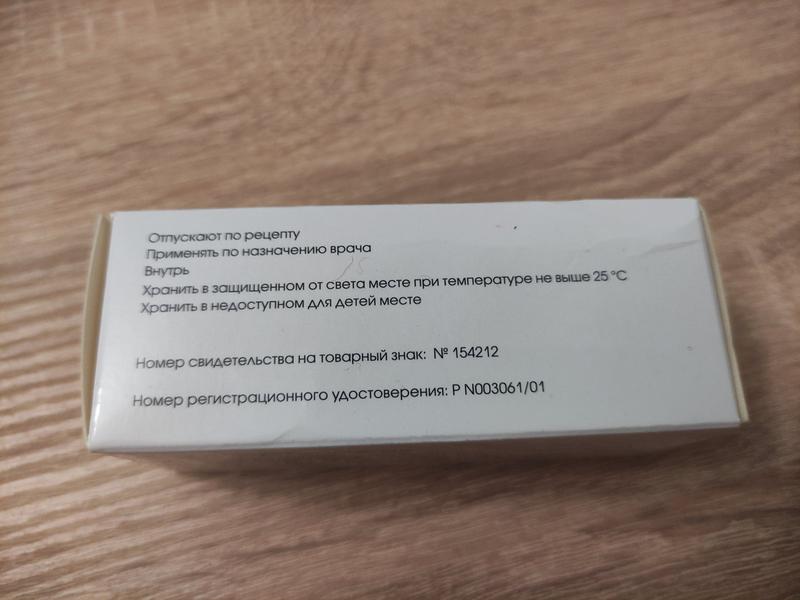 Отпускают по рецепту
Применять по назначению врача
Внутрь
Хранить в защищенном от света месте при температуре не выше 25 °C
Хранить в недоступном для детей месте
Номер свидетельства на товарный знак: № 154212
Номер регистрационного удостоверения: Р N003061/01